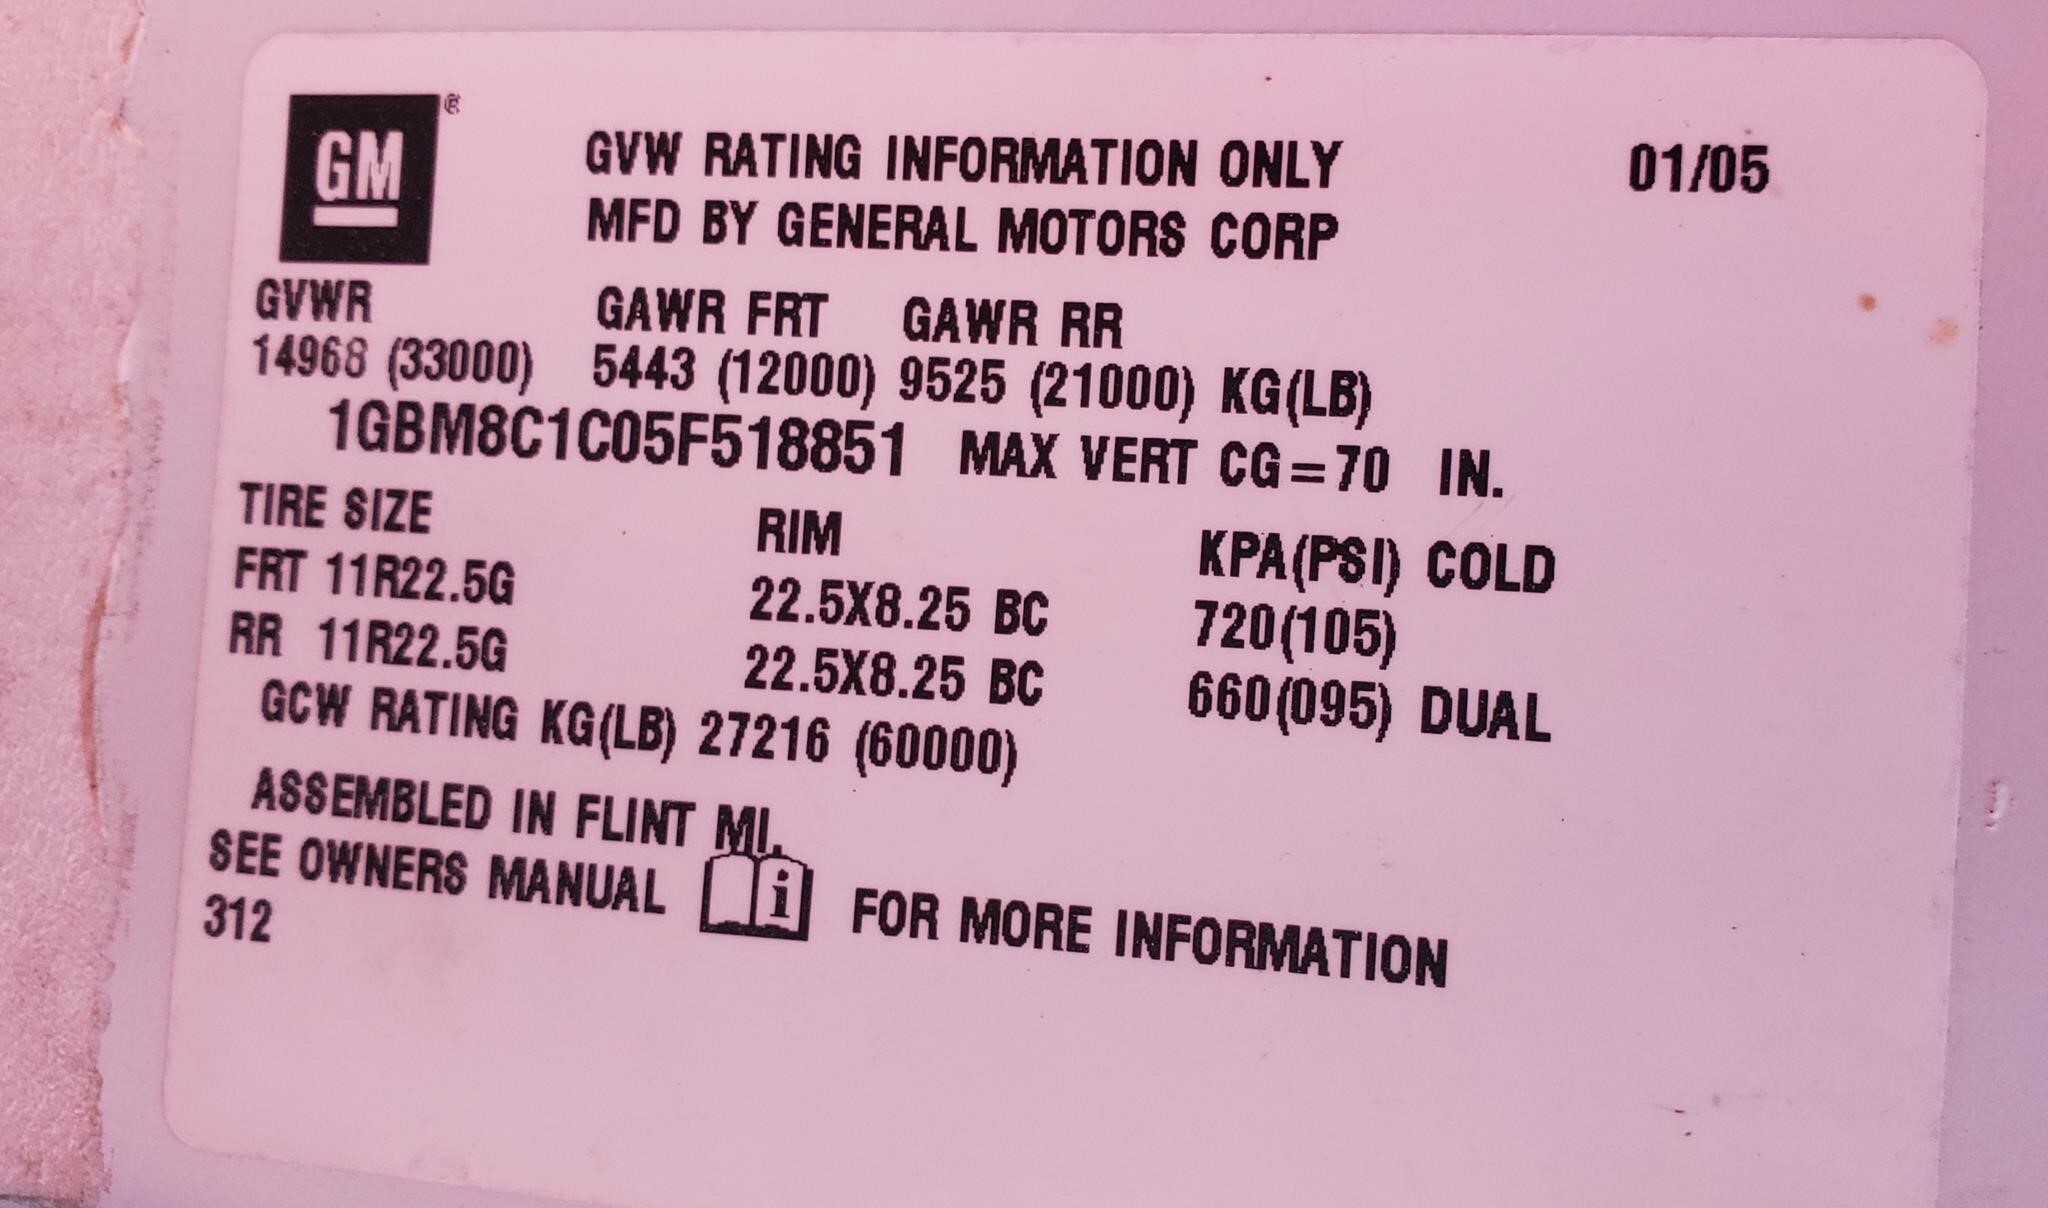 GM®
GVW RATING INFORMATION ONLY 01/05
MFD BY GENERAL MOTORS CORP
GVWR GAWR FRT GAWR RR
14968 (33000) 5443 (12000) 9525 (21000) KG(LB)
1GBM8C1C05F518851 MAX VERT CG=70 IN.
TIRE SIZE RIM KPA(PSI) COLD
FRT 11R22.5G 22.5X8.25 BC 720(105)
RR 11R22.5G 22.5X8.25 BC 660(095) DUAL
GCW RATING KG(LB) 27216 (60000)
ASSEMBLED IN FLINT MI.
SEE OWNERS MANUAL i FOR MORE INFORMATION
312